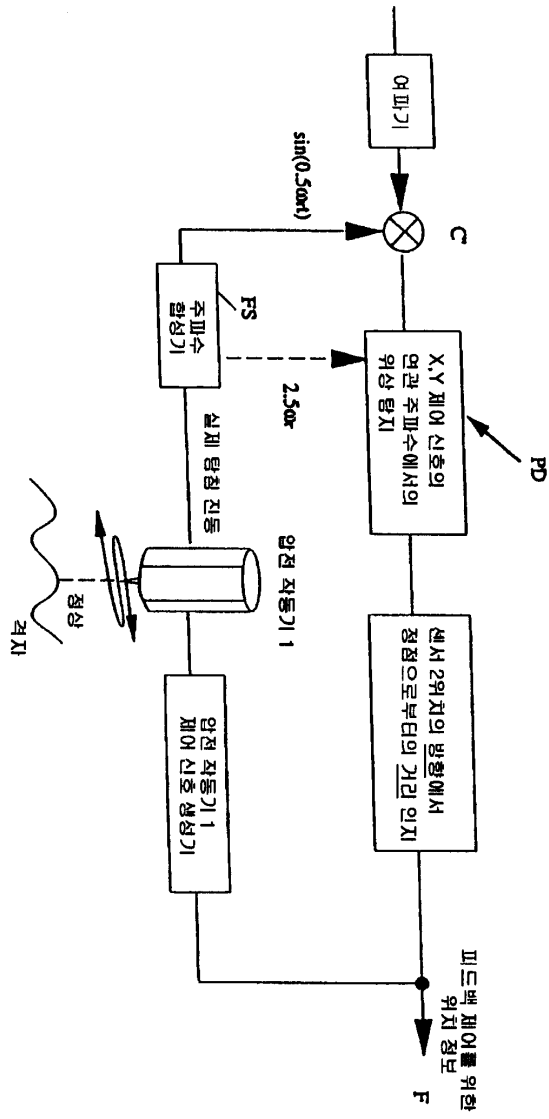 여파기
C
sin(0.5ωrt)
FS
주파수
합성기
2.5ωr
X,Y 제어 신호의
연관 주파수에서의
위상 탐지
PD
실제 탐침 진동
압전 작동기 1
정상
격자
센서 2위치의 방향에서
정점으로부터의 거리 인지
압전 작동기 1
제어 신호 생성기
피드백 제어를 위한
위치 정보
F